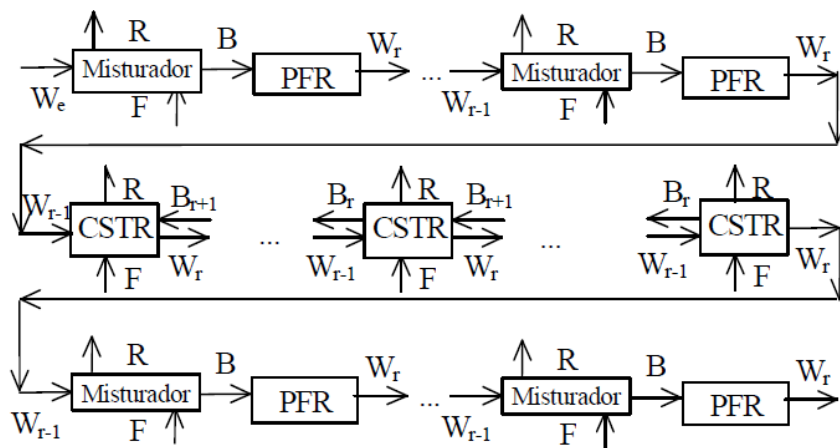 R B W_r R B W_r
Misturador PFR ... Misturador PFR
W_e F W_{r-1} F
R R R
W_{r-1} B_{r+1} B_r B_{r+1} B_r
CSTR ... CSTR ... CSTR
F W_r W_{r-1} F W_r W_{r-1} F W_r
R B W_r R B W_r
Misturador PFR ... Misturador PFR
W_{r-1} F W_{r-1} F